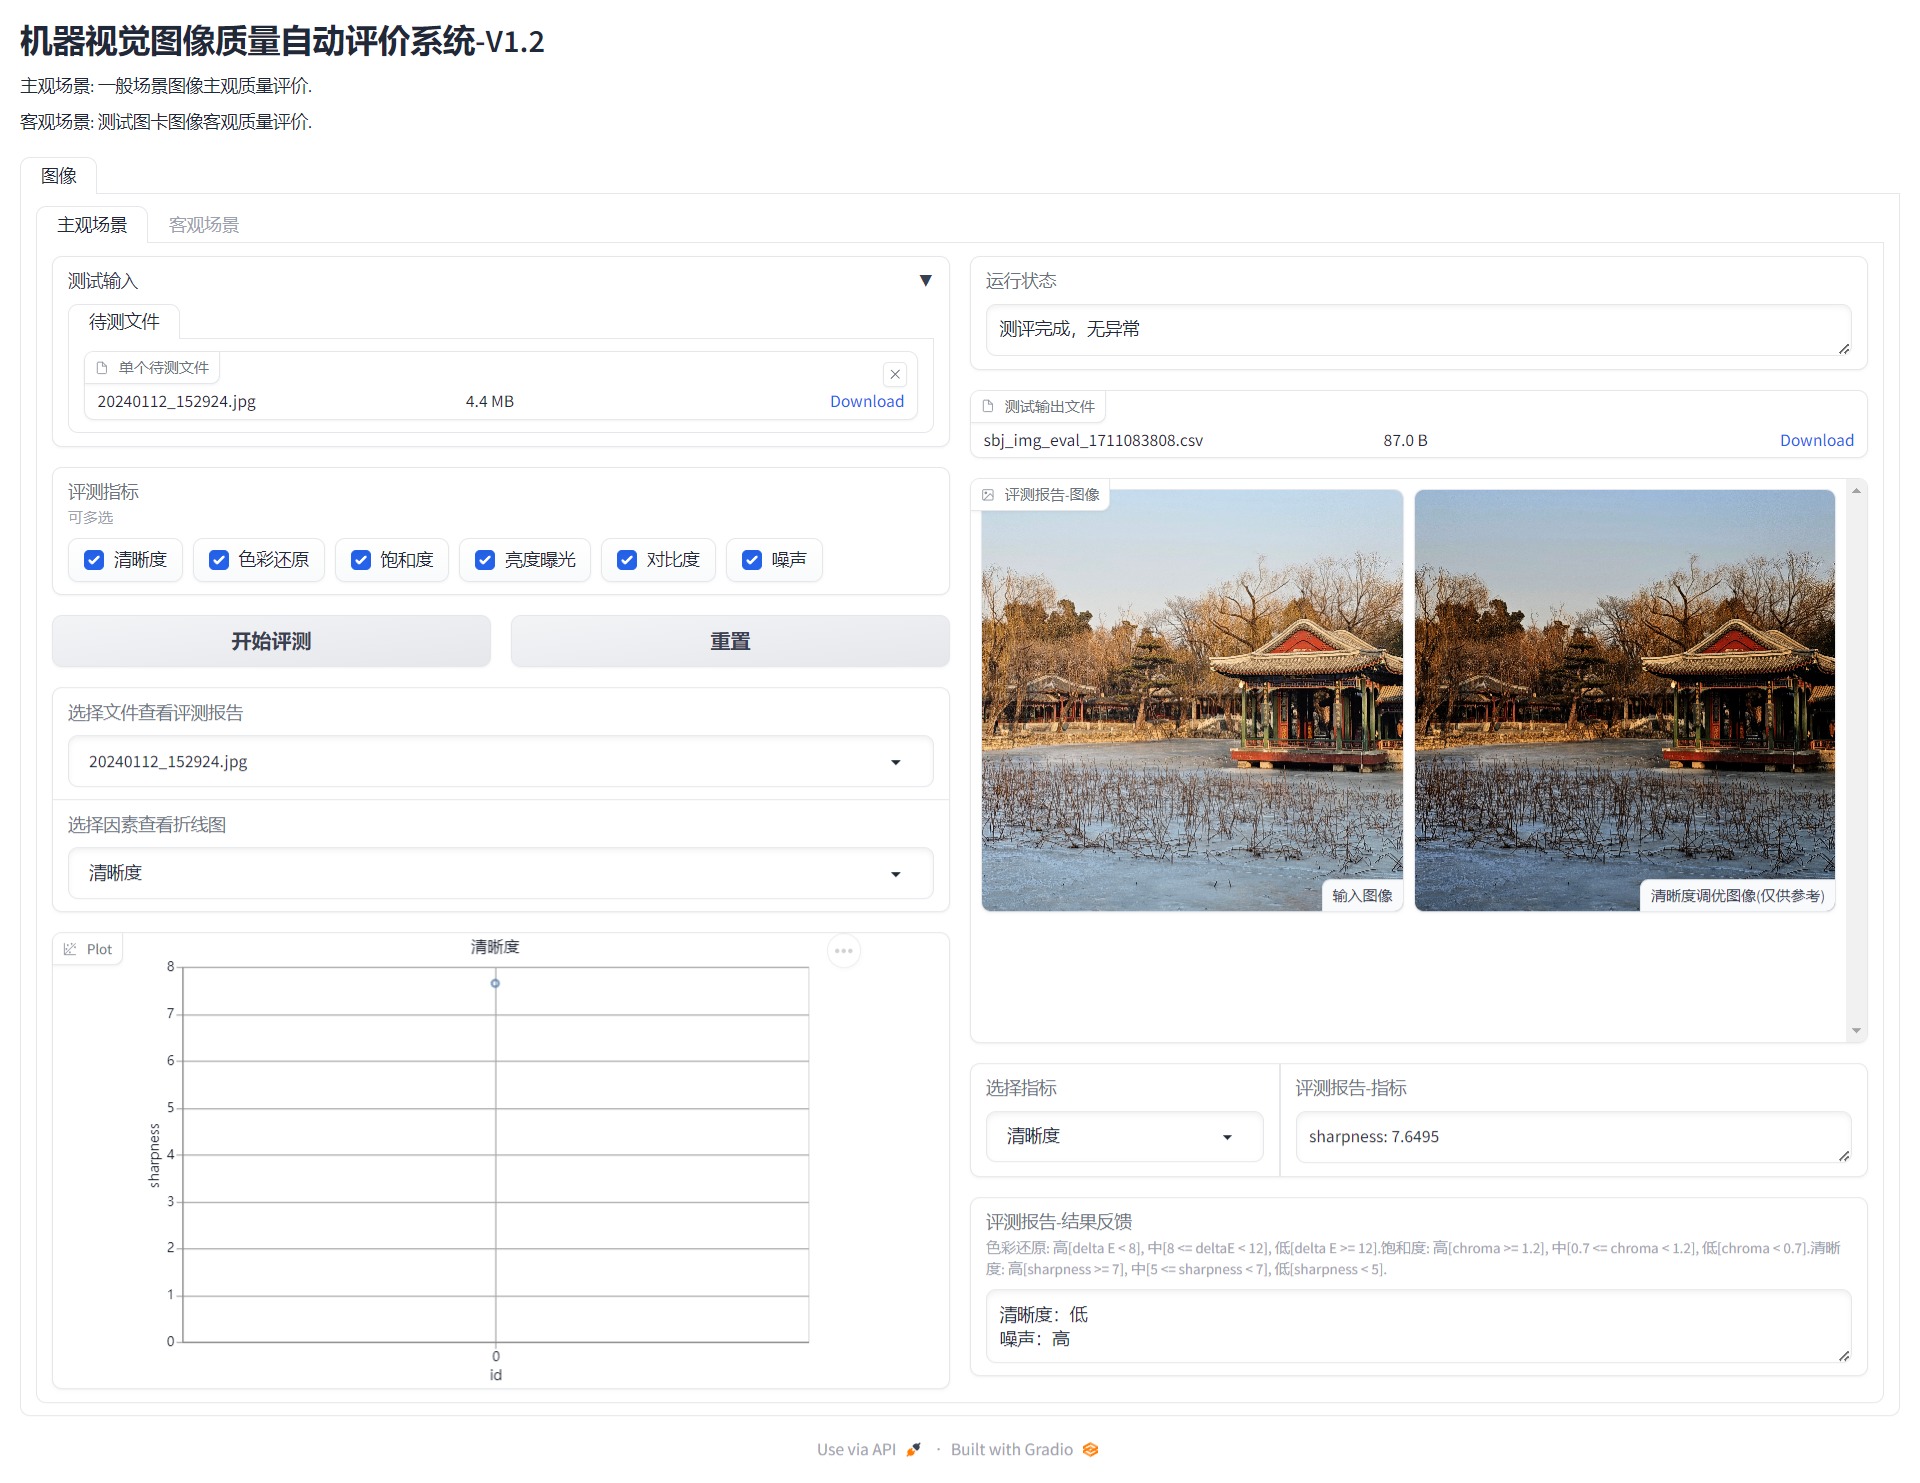 机器视觉图像质量自动评价系统-V1.2
主观场景: 一般场景图像主观质量评价.
客观场景: 测试图卡图像客观质量评价.
图像
主观场景
客观场景
测试输入
待测文件
单个待测文件
20240112_152924.jpg
4.4 MB
Download
评测指标
可多选
清晰度
色彩还原
饱和度
亮度曝光
对比度
噪声
开始评测
重置
选择文件查看评测报告
20240112_152924.jpg
选择因素查看折线图
清晰度
Plot
清晰度
8
7
6
5
4
3
2
1
0
sharpness
0
id
运行状态
测评完成，无异常
测试输出文件
sbj_img_eval_1711083808.csv
87.0 B
Download
评测报告-图像
输入图像
清晰度调优图像(仅供参考)
选择指标
清晰度
评测报告-指标
sharpness: 7.6495
评测报告-结果反馈
色彩还原: 高[delta E < 8], 中[8 <= deltaE < 12], 低[delta E >= 12].饱和度: 高[chroma >= 1.2], 中[0.7 <= chroma < 1.2], 低[chroma < 0.7].清晰
度: 高[sharpness >= 7], 中[5 <= sharpness < 7], 低[sharpness < 5].
清晰度：低
噪声：高
Use via API
·
Built with Gradio